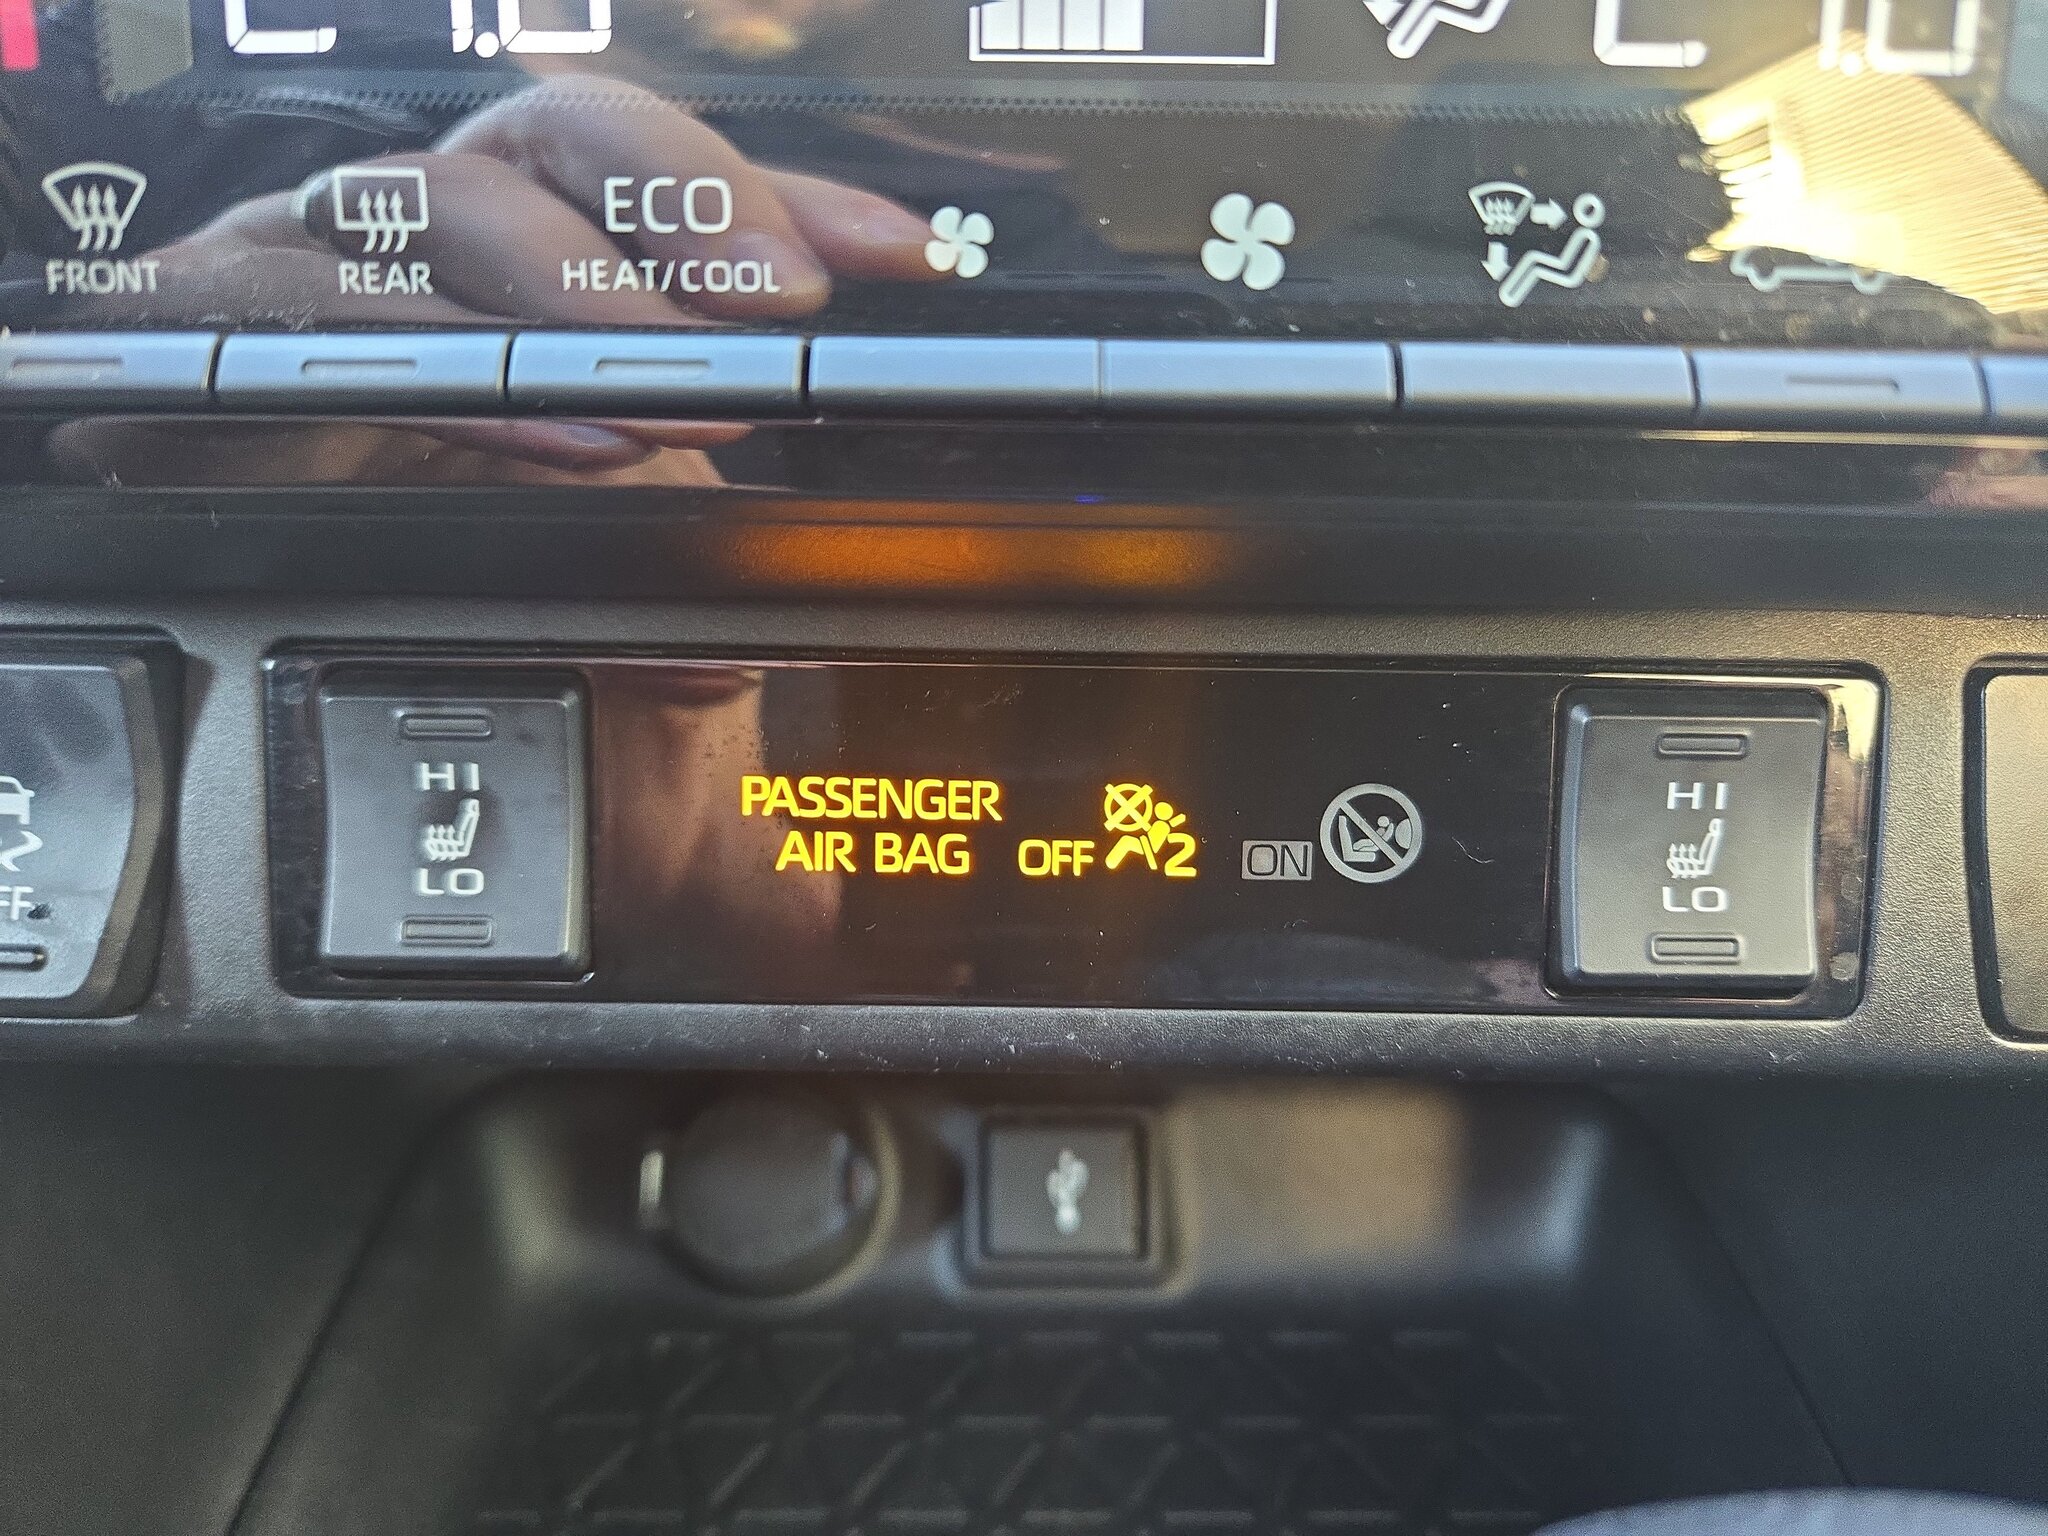 FRONT
REAR
ECO
HEAT/COOL
HI
LO
PASSENGER
AIR BAG OFF 2 ON
HI
LO